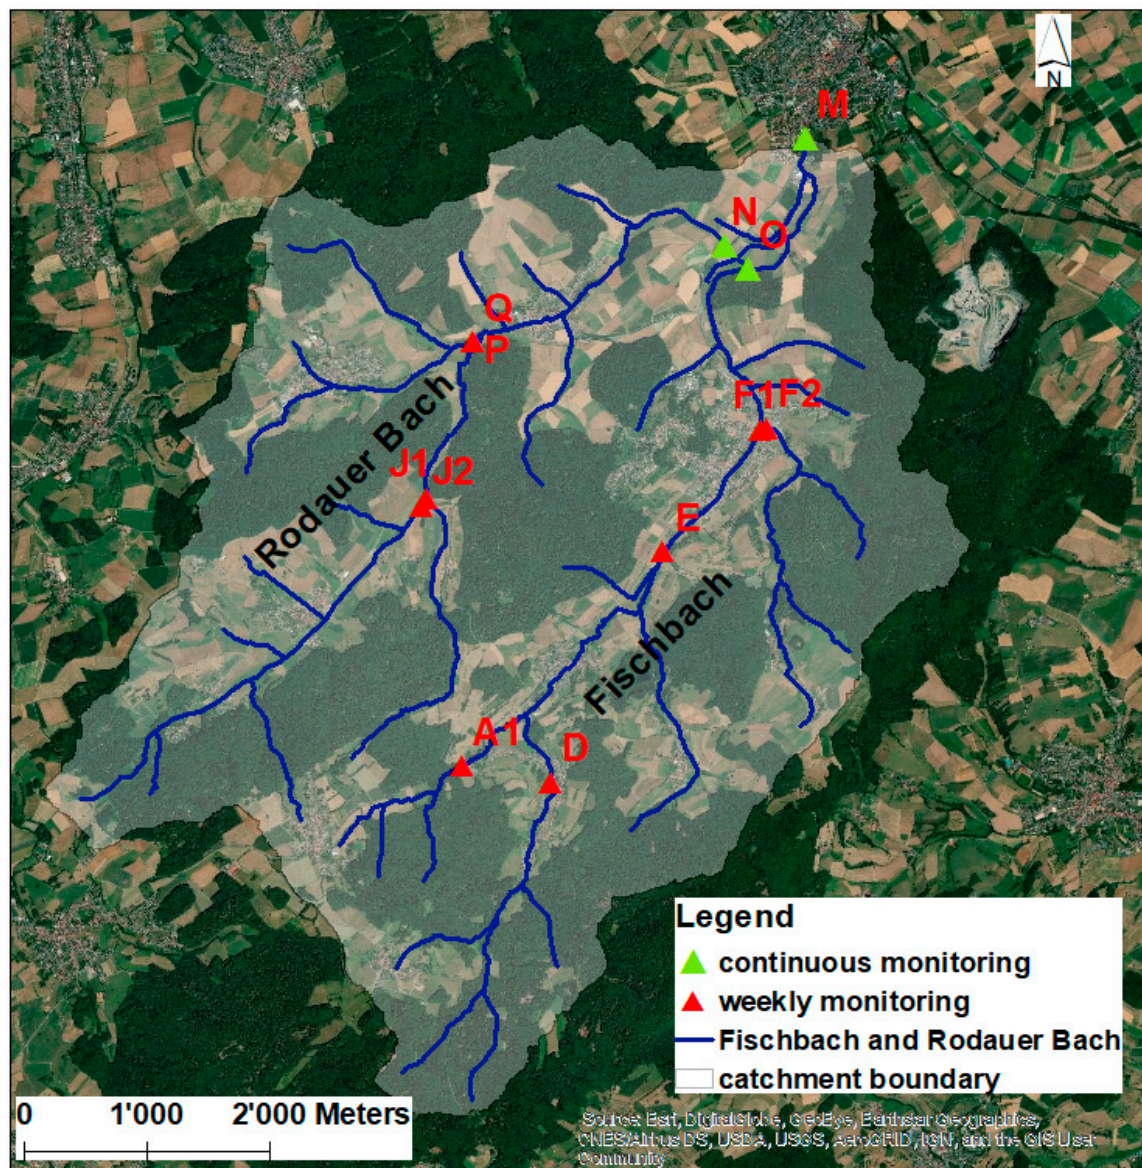 N
M
N
O
Q
P
F1F2
J1
J2
Rodauer Bach
E
Fischbach
A1
D
Legend
continuous monitoring
weekly monitoring
Fischbach and Rodauer Bach
catchment boundary
0 1'000 2'000 Meters
Source: Esri, DigitalGlobe, GeoEye, Earthstar Geographics,
CNES/Airbus DS, USDA, USGS, AeroGRID, IGN, and the GIS User
Community